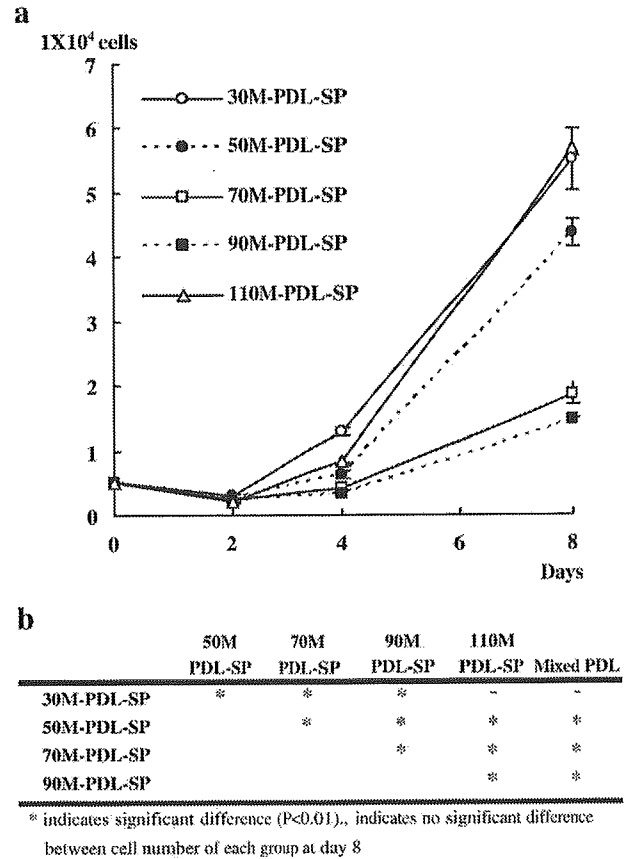 a
1X10⁴ cells
7
6
5
4
3
2
1
0
30M-PDL-SP
50M-PDL-SP
70M-PDL-SP
90M-PDL-SP
110M-PDL-SP
0 2 4 6 8
Days
b
50M 70M 90M 110M
PDL-SP PDL-SP PDL-SP PDL-SP Mixed PDL
30M-PDL-SP * * * - -
50M-PDL-SP * * * *
70M-PDL-SP * * *
90M-PDL-SP * *
* indicates significant difference (P<0.01)., indicates no significant difference
between cell number of each group at day 8